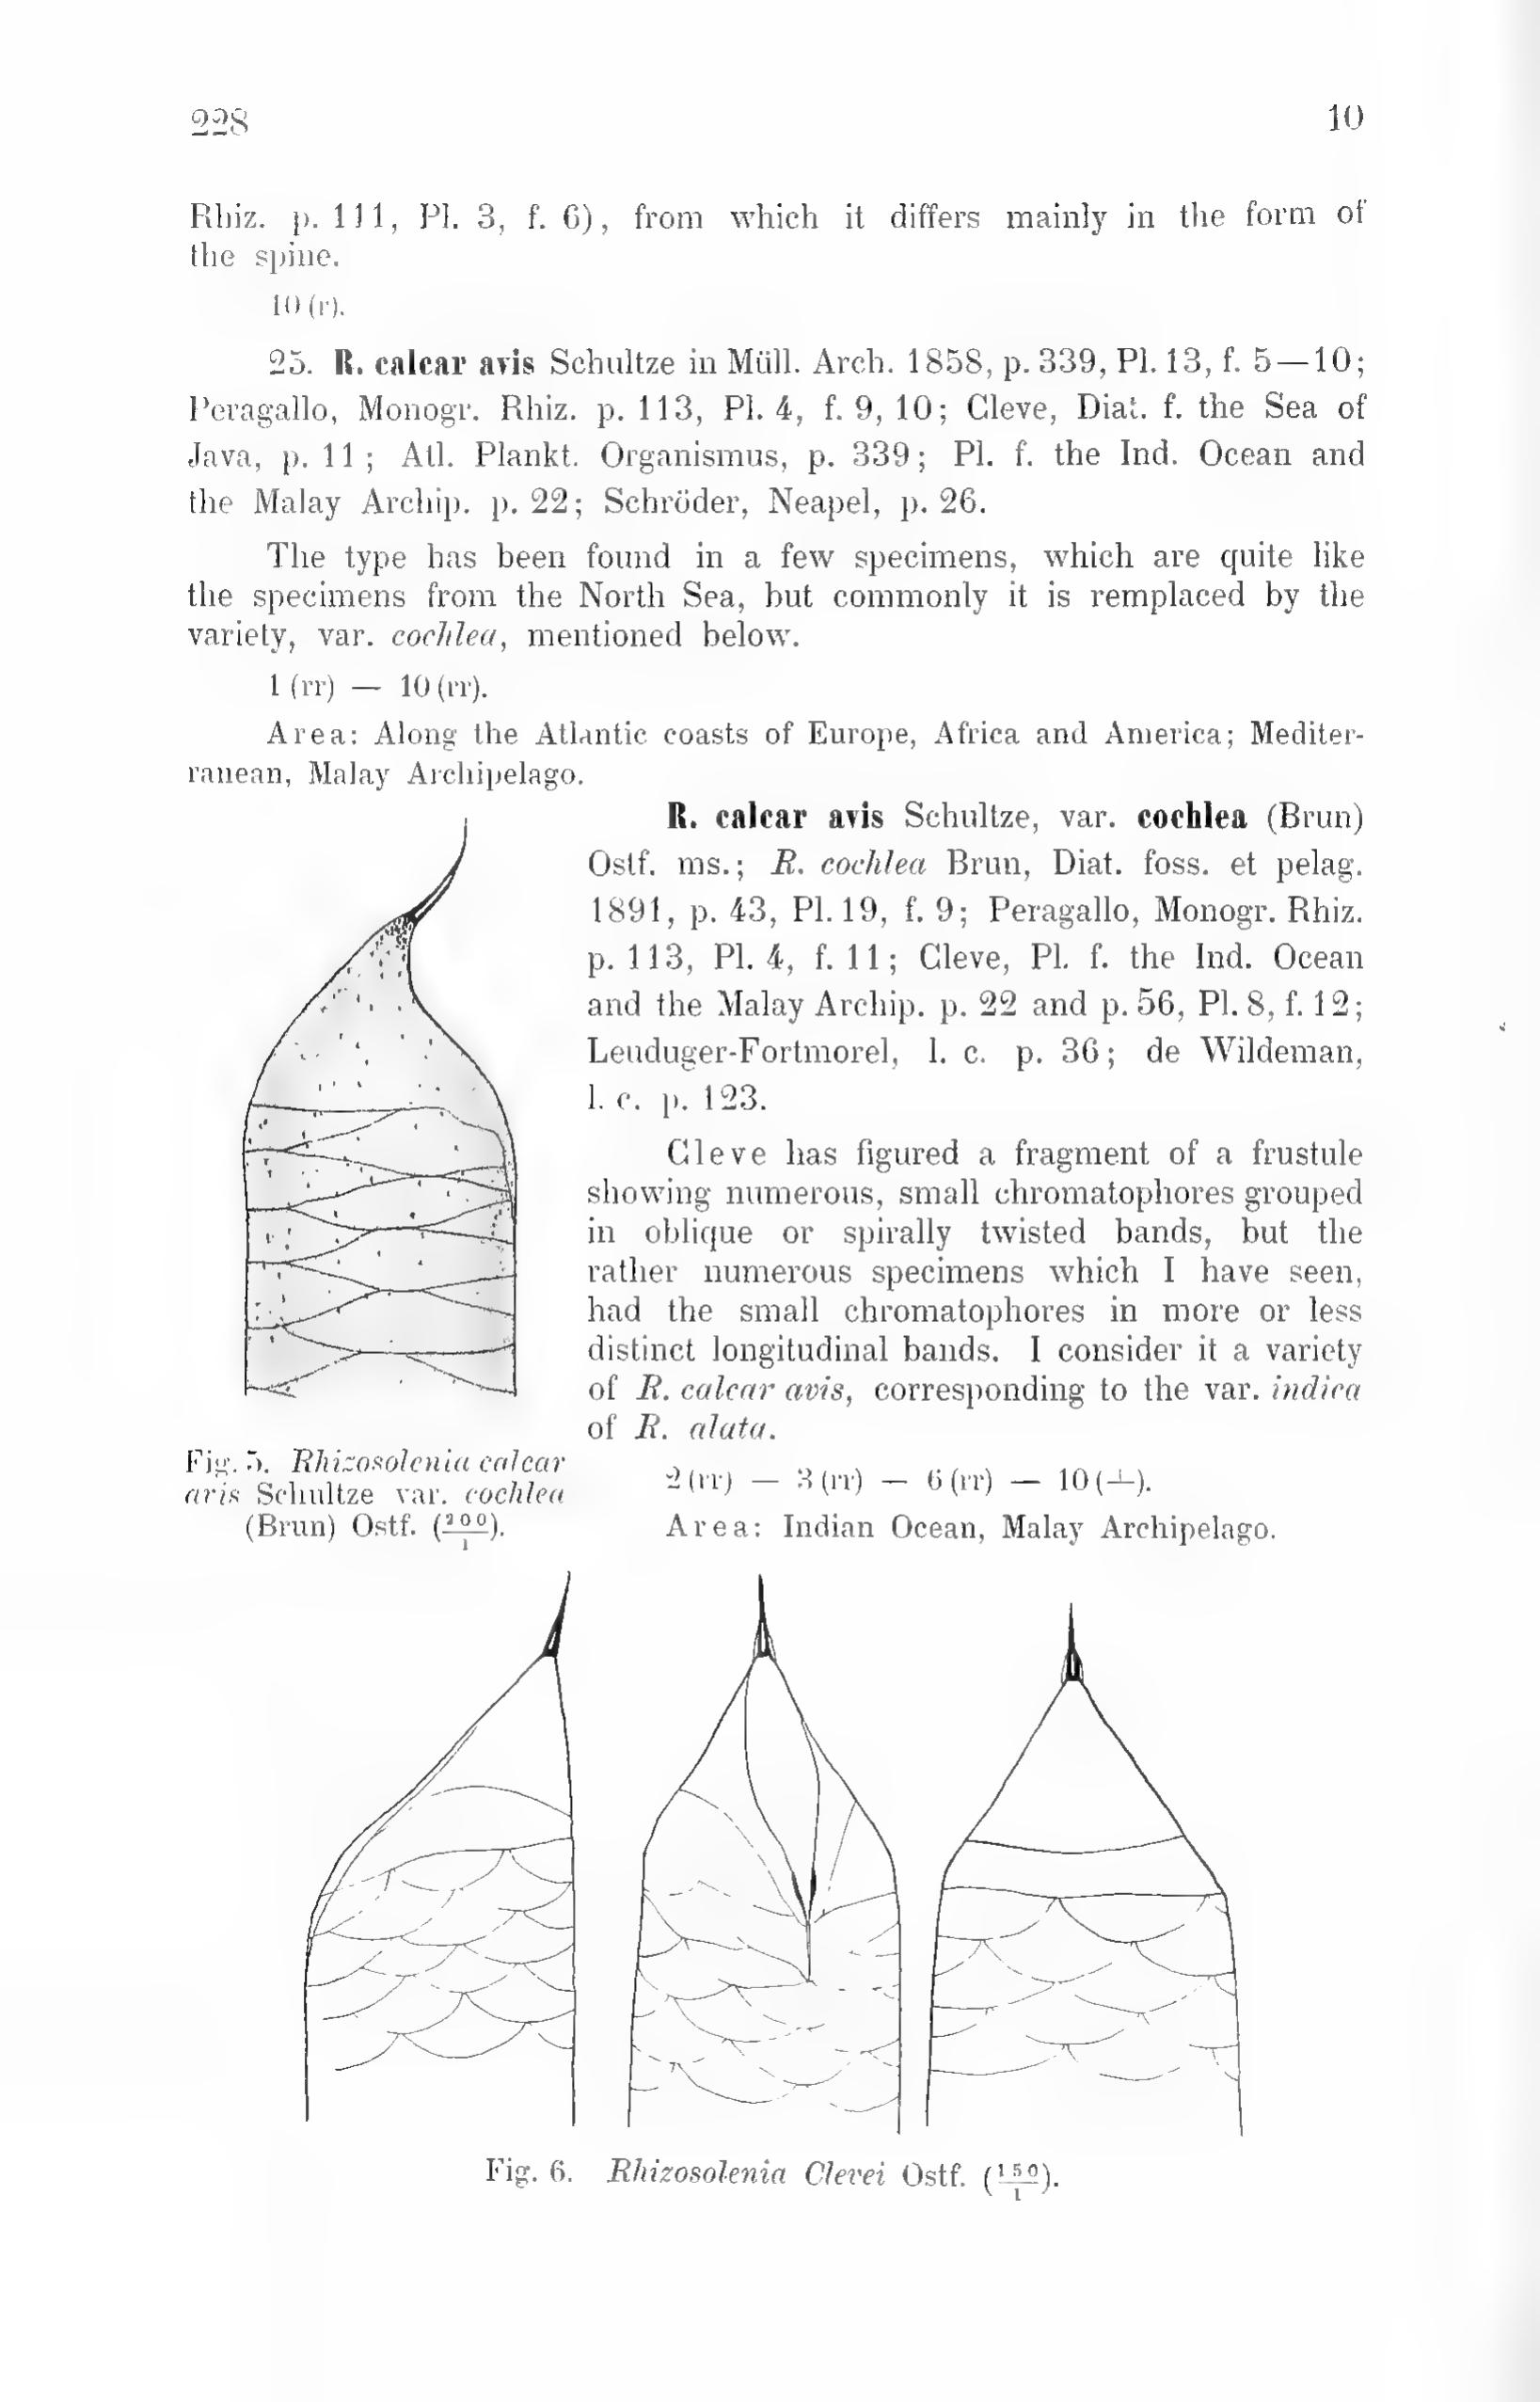 228 10
Rhiz. p. 111, Pl. 3, f. 6), from which it differs mainly in the form of
the spine.
10 (r).
25. R. calcar avis Schultze in Müll. Arch. 1858, p. 339, Pl. 13, f. 5—10;
Peragallo, Monogr. Rhiz. p. 113, Pl. 4, f. 9, 10; Cleve, Diat. f. the Sea of
Java, p. 11; Atl. Plankt. Organismus, p. 339; Pl. f. the Ind. Ocean and
the Malay Archip. p. 22; Schröder, Neapel, p. 26.
The type has been found in a few specimens, which are quite like
the specimens from the North Sea, but commonly it is remplaced by the
variety, var. cochlea, mentioned below.
1 (rr) — 10 (rr).
Area: Along the Atlantic coasts of Europe, Africa and America; Mediter-
ranean, Malay Archipelago.
R. calcar avis Schultze, var. cochlea (Brun)
Ostf. ms.; R. cochlea Brun, Diat. foss. et pelag.
1891, p. 43, Pl. 19, f. 9; Peragallo, Monogr. Rhiz.
p. 113, Pl. 4, f. 11; Cleve, Pl. f. the Ind. Ocean
and the Malay Archip. p. 22 and p. 56, Pl. 8, f. 12;
Leuduger-Fortmorel, l. c. p. 36; de Wildeman,
l. c. p. 123.
Cleve has figured a fragment of a frustule
showing numerous, small chromatophores grouped
in oblique or spirally twisted bands, but the
rather numerous specimens which I have seen,
had the small chromatophores in more or less
distinct longitudinal bands. I consider it a variety
of R. calcar avis, corresponding to the var. indica
of R. alata.
2 (rr) — 3 (rr) — 6 (rr) — 10 (+).
Area: Indian Ocean, Malay Archipelago.
Fig. 5. Rhizosolenia calcar
avis Schultze var. cochlea
(Brun) Ostf. (200/1).
Fig. 6. Rhizosolenia Clevei Ostf. (150/1).